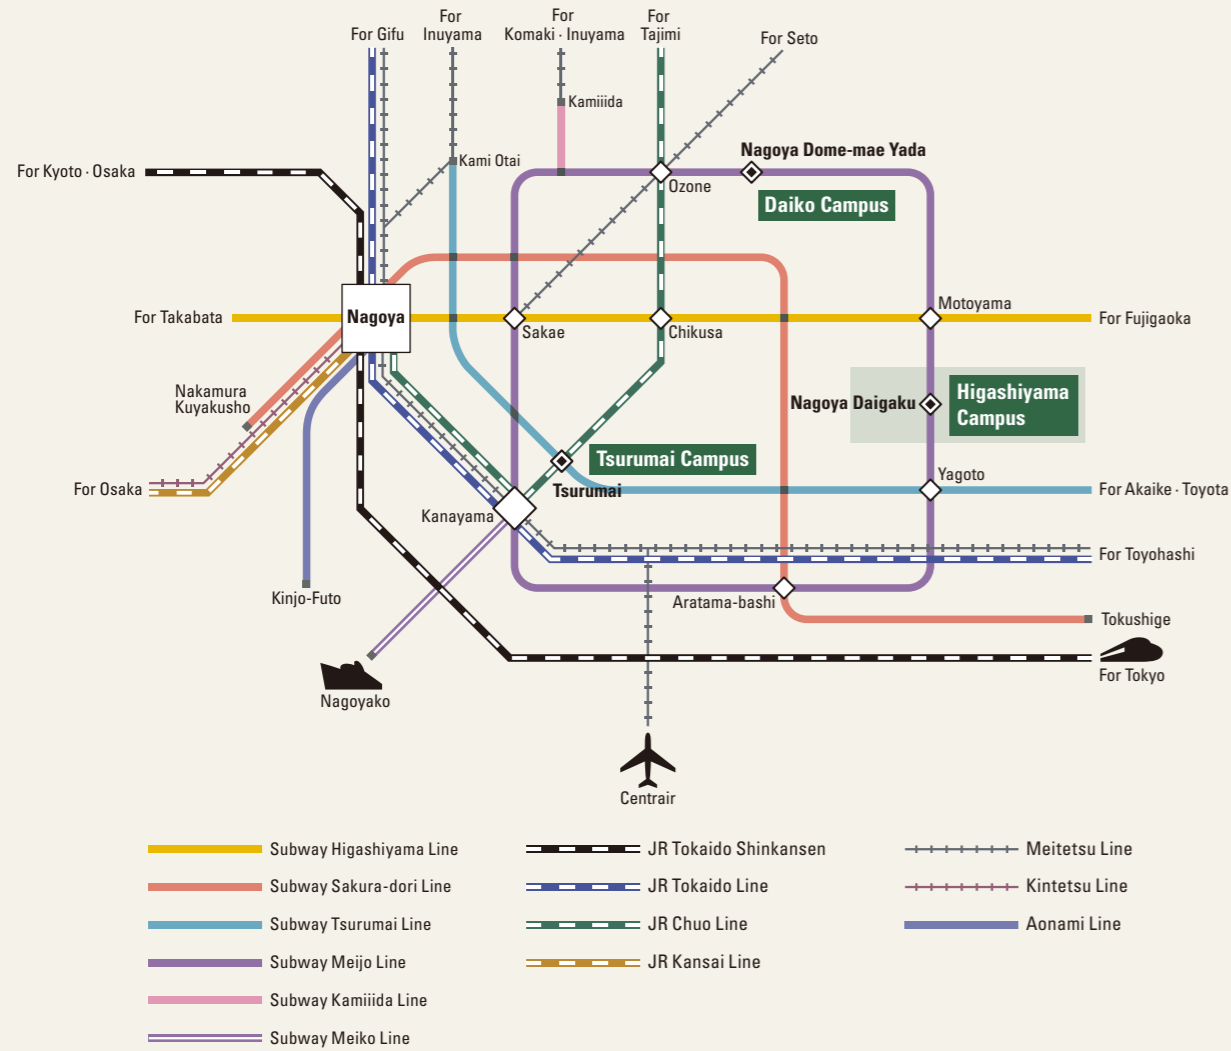 For Gifu
For
Inuyama
For
Komaki · Inuyama
For
Tajimi
For Seto
Kamiiida
Kami Otai
For Kyoto · Osaka
Nagoya Dome-mae Yada
Ozone
Daiko Campus
For Takabata
Nagoya
Sakae
Chikusa
Motoyama
For Fujigaoka
Nakamura
Kuyakusho
Nagoya Daigaku
Higashiyama
Campus
Tsurumai Campus
Tsurumai
Yagoto
For Osaka
For Akaike · Toyota
Kanayama
For Toyohashi
Kinjo-Futo
Aratama-bashi
Tokushige
For Tokyo
Nagoyako
Centrair
Subway Higashiyama Line
Subway Sakura-dori Line
Subway Tsurumai Line
Subway Meijo Line
Subway Kamiiida Line
Subway Meiko Line
JR Tokaido Shinkansen
JR Tokaido Line
JR Chuo Line
JR Kansai Line
Meitetsu Line
Kintetsu Line
Aonami Line